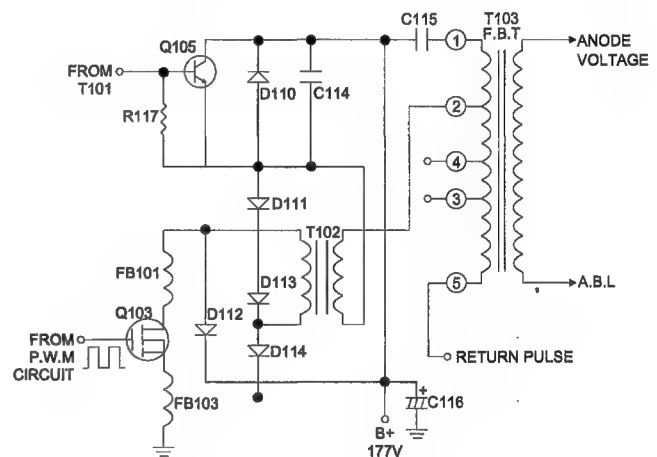 C115
T103
F.B.T
1
ANODE
VOLTAGE
Q105
FROM
T101
D110
C114
R117
2
4
3
D111
T102
FB101
D113
D112
5
A.B.L
Q103
FROM
P.W.M
CIRCUIT
D114
RETURN PULSE
FB103
+
C116
B+
177V